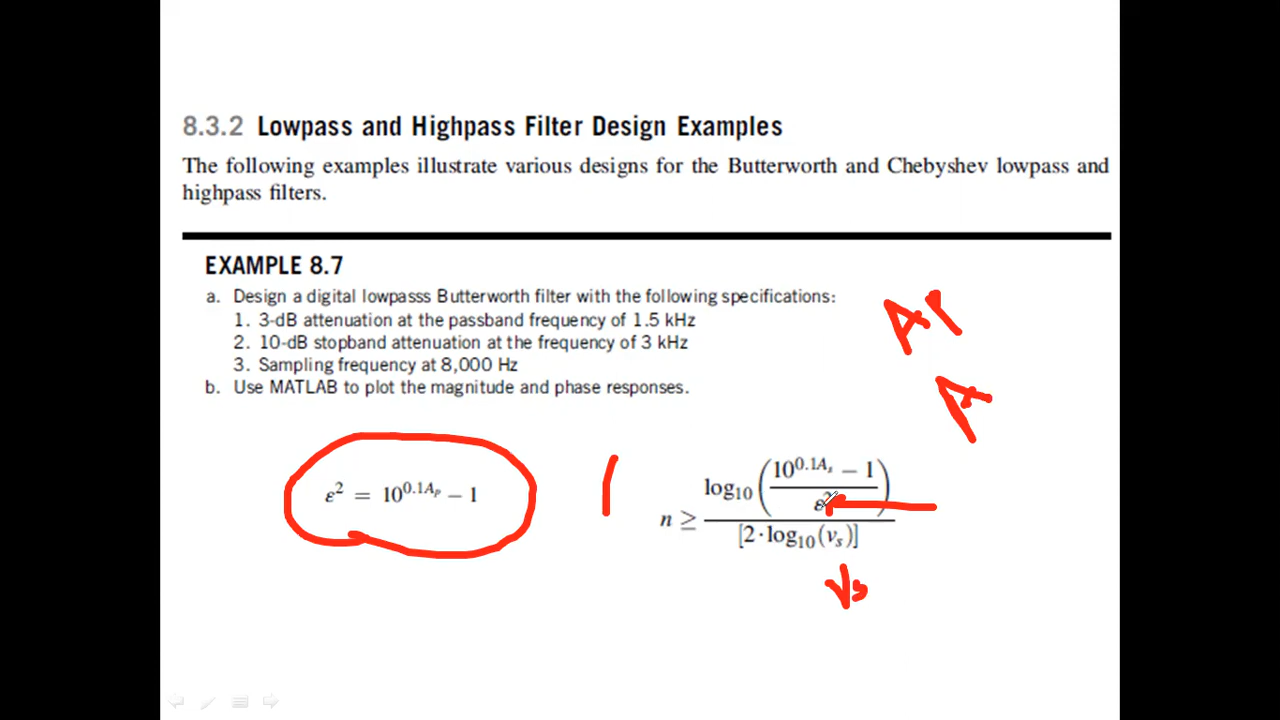 8.3.2 Lowpass and Highpass Filter Design Examples
The following examples illustrate various designs for the Butterworth and Chebyshev lowpass and
highpass filters.
EXAMPLE 8.7
a. Design a digital lowpasss Butterworth filter with the following specifications:
1. 3-dB attenuation at the passband frequency of 1.5 kHz
2. 10-dB stopband attenuation at the frequency of 3 kHz
3. Sampling frequency at 8,000 Hz
b. Use MATLAB to plot the magnitude and phase responses.
Ap
A
ε² = 10^{0.1A_p} − 1
n ≥ log₁₀((10^{0.1A_s} − 1)/ε²) / [2·log₁₀(v_s)]
Vs